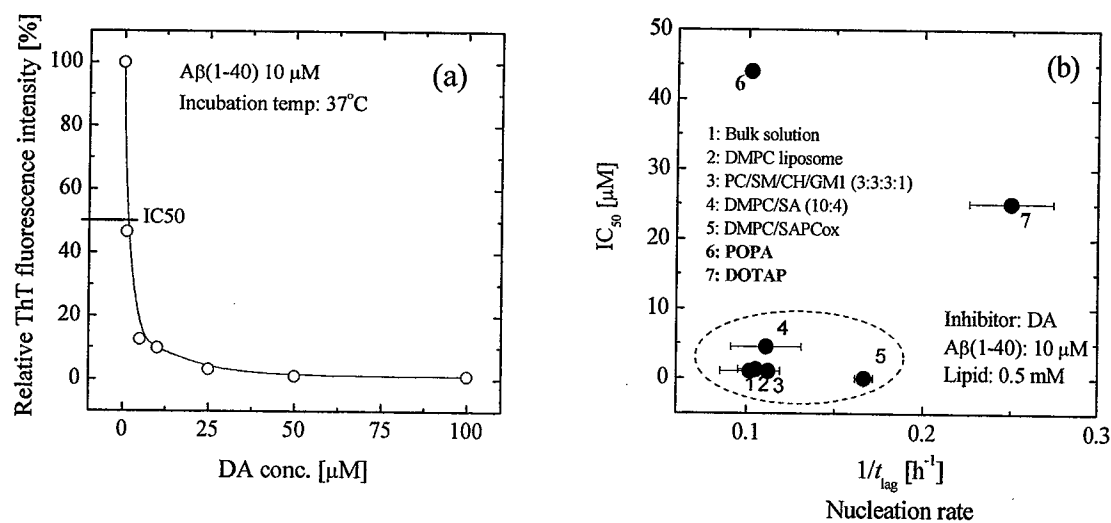 Relative ThT fluorescence intensity [%]
100
80
60
40
20
0
Aβ(1-40) 10 μM
Incubation temp: 37°C
(a)
IC50
0 25 50 75 100
DA conc. [μM]
IC50 [μM]
50
40
30
20
10
0
(b)
6
1: Bulk solution
2: DMPC liposome
3: PC/SM/CH/GM1 (3:3:3:1)
4: DMPC/SA (10:4)
5: DMPC/SAPCox
6: POPA
7: DOTAP
7
4
5
123
Inhibitor: DA
Aβ(1-40): 10 μM
Lipid: 0.5 mM
0.1 0.2 0.3
1/tlag [h-1]
Nucleation rate